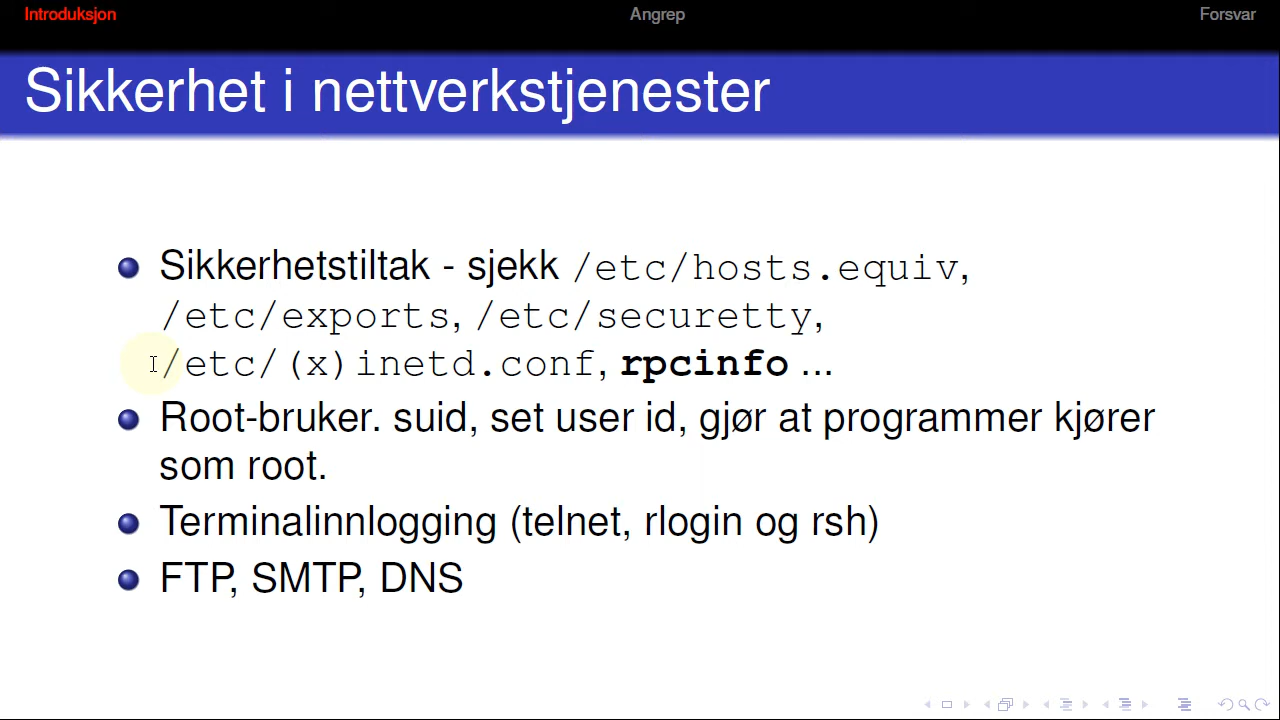 Introduksjon Angrep Forsvar
Sikkerhet i nettverkstjenester
Sikkerhetstiltak - sjekk /etc/hosts.equiv,
/etc/exports, /etc/securetty,
/etc/(x)inetd.conf, rpcinfo ...
Root-bruker. suid, set user id, gjør at programmer kjører
som root.
Terminalinnlogging (telnet, rlogin og rsh)
FTP, SMTP, DNS